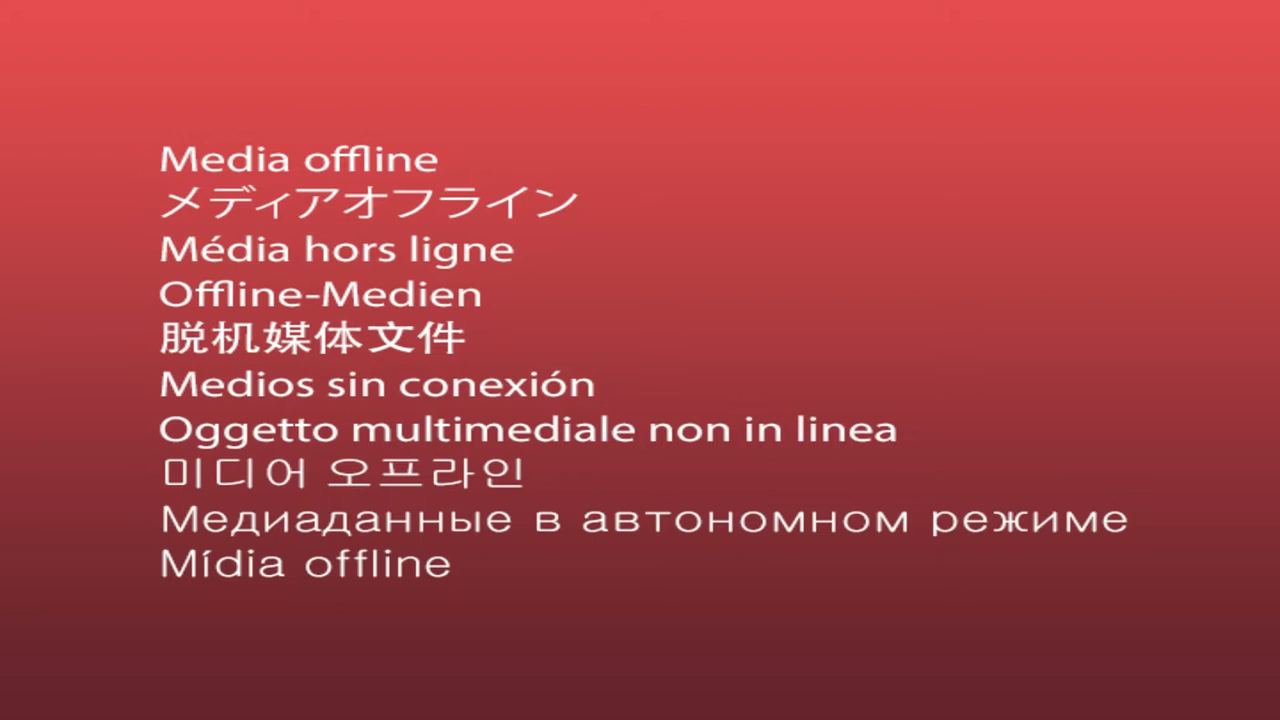 Media offline
メディアオフライン
Média hors ligne
Offline-Medien
脱机媒体文件
Medios sin conexión
Oggetto multimediale non in linea
미디어 오프라인
Медиаданные в автономном режиме
Mídia offline